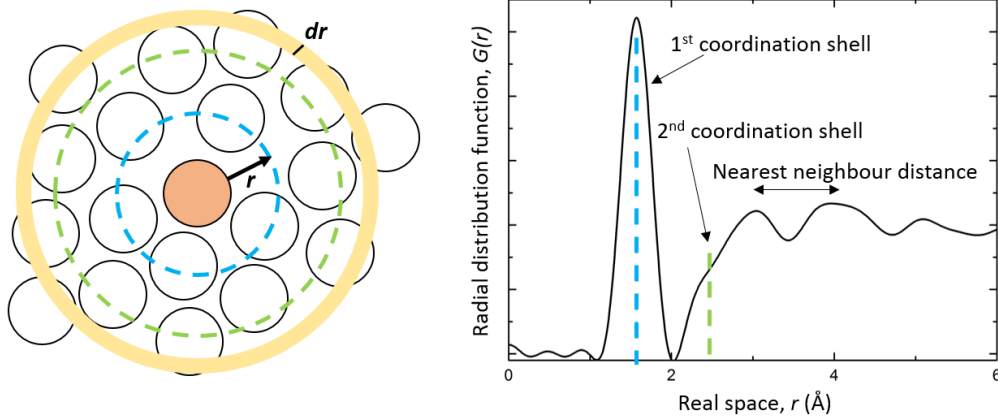 dr
r
Radial distribution function, G(r)
1st coordination shell
2nd coordination shell
Nearest neighbour distance
0
2
4
6
Real space, r (Å)